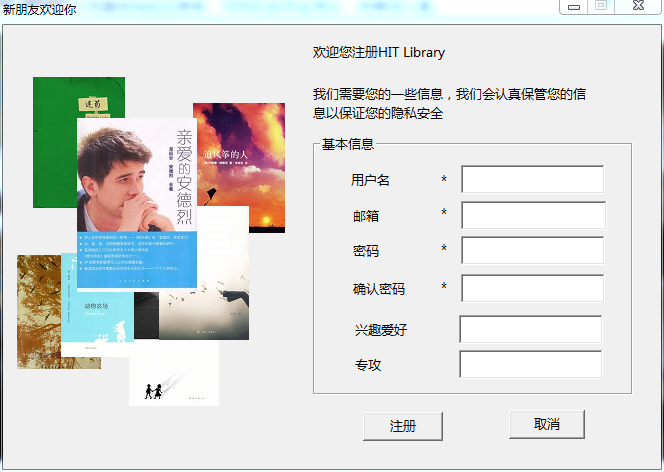 新朋友欢迎你
欢迎您注册HIT Library
我们需要您的一些信息，我们会认真保管您的信
息以保证您的隐私安全
基本信息
用户名 *
邮箱 *
密码 *
确认密码 *
兴趣爱好
专攻
注册
取消
亲爱的安德烈
追风筝的人
动物农场